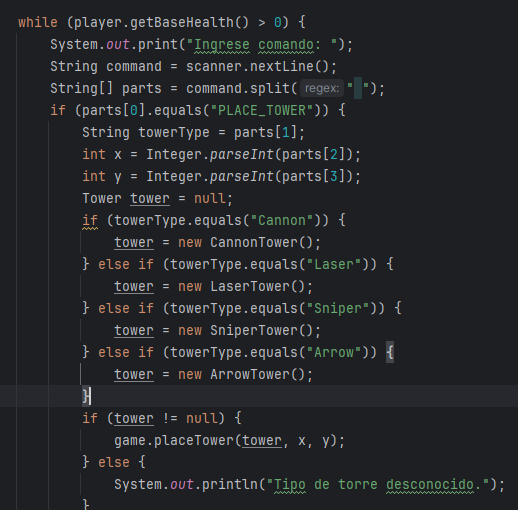 while (player.getBaseHealth() > 0) {
System.out.print("Ingrese comando: ");
String command = scanner.nextLine();
String[] parts = command.split( regex: " ");
if (parts[0].equals("PLACE_TOWER")) {
String towerType = parts[1];
int x = Integer.parseInt(parts[2]);
int y = Integer.parseInt(parts[3]);
Tower tower = null;
if (towerType.equals("Cannon")) {
tower = new CannonTower();
} else if (towerType.equals("Laser")) {
tower = new LaserTower();
} else if (towerType.equals("Sniper")) {
tower = new SniperTower();
} else if (towerType.equals("Arrow")) {
tower = new ArrowTower();
}
if (tower != null) {
game.placeTower(tower, x, y);
} else {
System.out.println("Tipo de torre desconocido.");
}